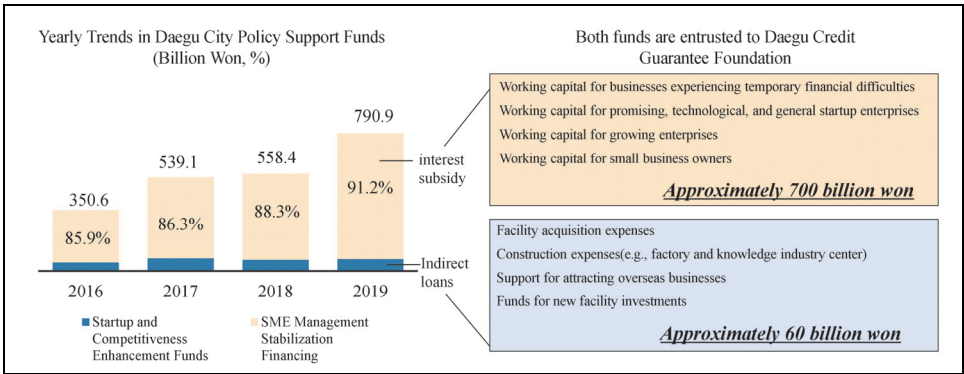 Yearly Trends in Daegu City Policy Support Funds
(Billion Won, %)
350.6
539.1
558.4
790.9
85.9%
86.3%
88.3%
91.2%
2016
2017
2018
2019
interest
subsidy
Indirect
loans
Startup and
Competitiveness
Enhancement Funds
SME Management
Stabilization
Financing
Both funds are entrusted to Daegu Credit
Guarantee Foundation
Working capital for businesses experiencing temporary financial difficulties
Working capital for promising, technological, and general startup enterprises
Working capital for growing enterprises
Working capital for small business owners
Approximately 700 billion won
Facility acquisition expenses
Construction expenses(e.g., factory and knowledge industry center)
Support for attracting overseas businesses
Funds for new facility investments
Approximately 60 billion won